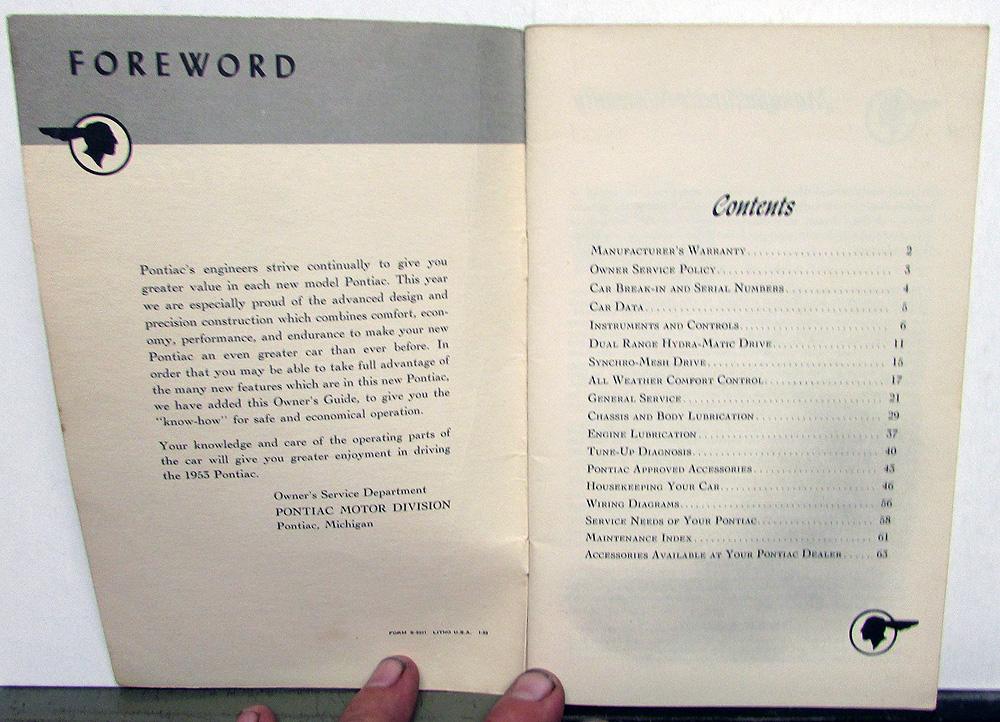 FOREWORD
Pontiac's engineers strive continually to give you
greater value in each new model Pontiac. This year
we are especially proud of the advanced design and
precision construction which combines comfort, econ-
omy, performance, and endurance to make your new
Pontiac an even greater car than ever before. In
order that you may be able to take full advantage of
the many new features which are in this new Pontiac,
we have added this Owner's Guide, to give you the
"know-how" for safe and economical operation.
Your knowledge and care of the operating parts of
the car will give you greater enjoyment in driving
the 1953 Pontiac.
Owner's Service Department
PONTIAC MOTOR DIVISION
Pontiac, Michigan
FORM LITHO U.S.A.
Contents
Manufacturer's Warranty 2
Owner Service Policy 3
Car Break-in and Serial Numbers 4
Car Data 5
Instruments and Controls 6
Dual Range Hydra-Matic Drive 11
Synchro-Mesh Drive 15
All Weather Comfort Control 17
General Service 21
Chassis and Body Lubrication 29
Engine Lubrication 37
Tune-Up Diagnosis 40
Pontiac Approved Accessories 43
Housekeeping Your Car 46
Wiring Diagrams 56
Service Needs of Your Pontiac 58
Maintenance Index 61
Accessories Available at Your Pontiac Dealer 63